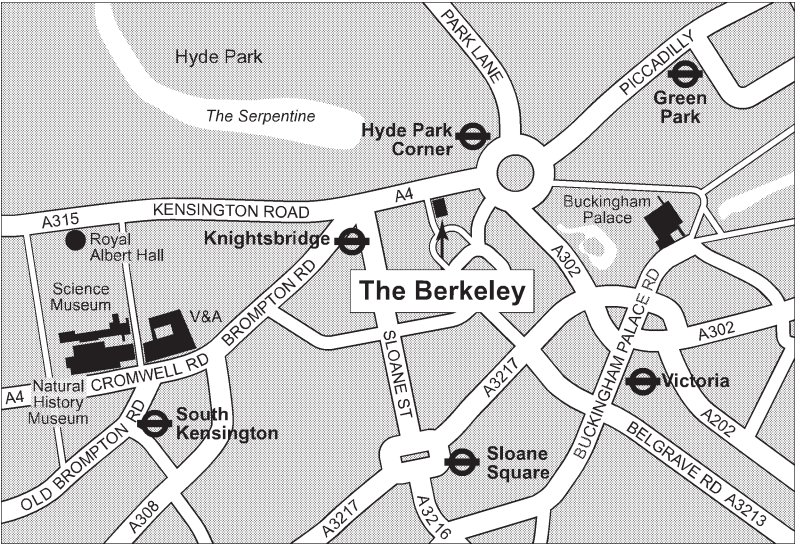 PARK LANE
PICCADILLY
Hyde Park
Green
Park
The Serpentine
Hyde Park
Corner
A4
KENSINGTON ROAD
A315
Buckingham
Palace
Royal
Albert Hall
Knightsbridge
A302
Science
Museum
V&A
BROMPTON RD
The Berkeley
BUCKINGHAM PALACE RD
A302
SLOANE ST
A3217
CROMWELL RD
A4
Natural
History
Museum
Victoria
OLD BROMPTON RD
South
Kensington
A202
Sloane
Square
BELGRAVE RD
A3213
A308
A3217
A3216